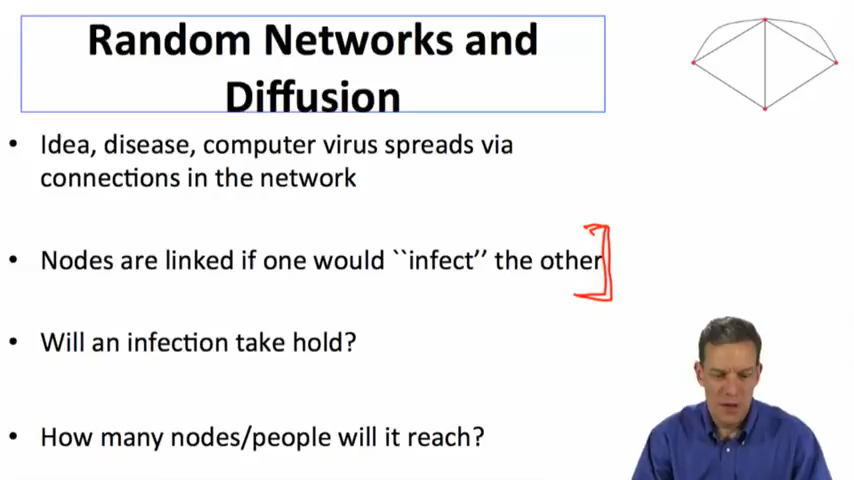 Random Networks and
Diffusion
• Idea, disease, computer virus spreads via
connections in the network
• Nodes are linked if one would ``infect’’ the other
• Will an infection take hold?
• How many nodes/people will it reach?